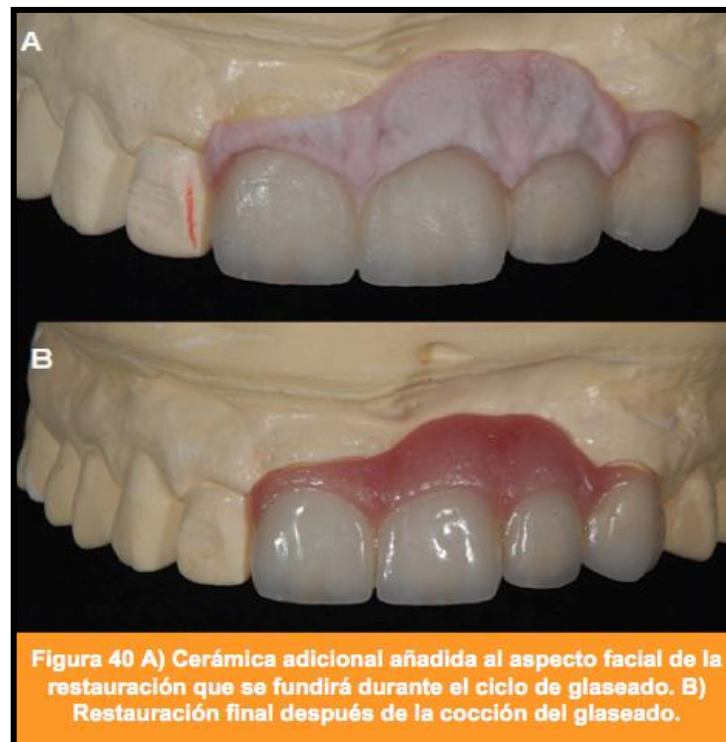 A
B
Figura 40 A) Cerámica adicional añadida al aspecto facial de la
restauración que se fundirá durante el ciclo de glaseado. B)
Restauración final después de la cocción del glaseado.